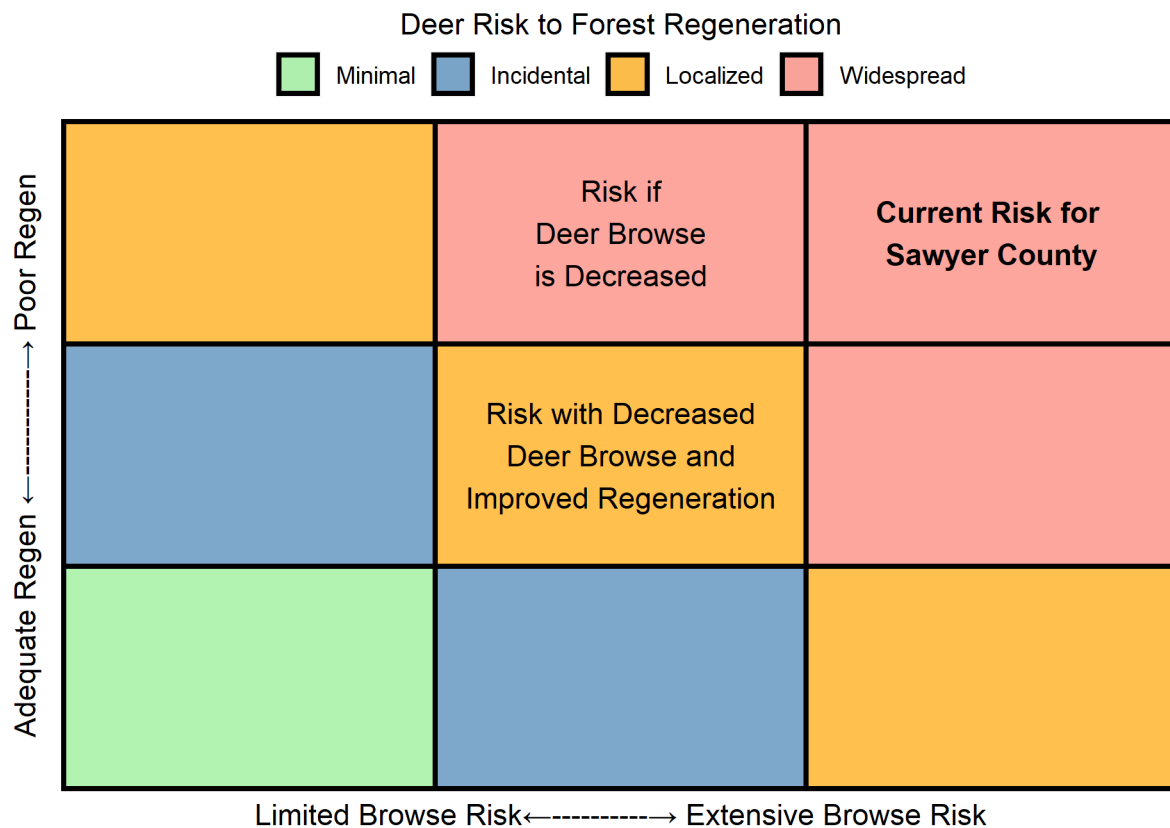 Deer Risk to Forest Regeneration
Minimal
Incidental
Localized
Widespread
Risk if
Deer Browse
is Decreased
Current Risk for
Sawyer County
Risk with Decreased
Deer Browse and
Improved Regeneration
Adequate Regen ←----------→ Poor Regen
Limited Browse Risk←----------→ Extensive Browse Risk